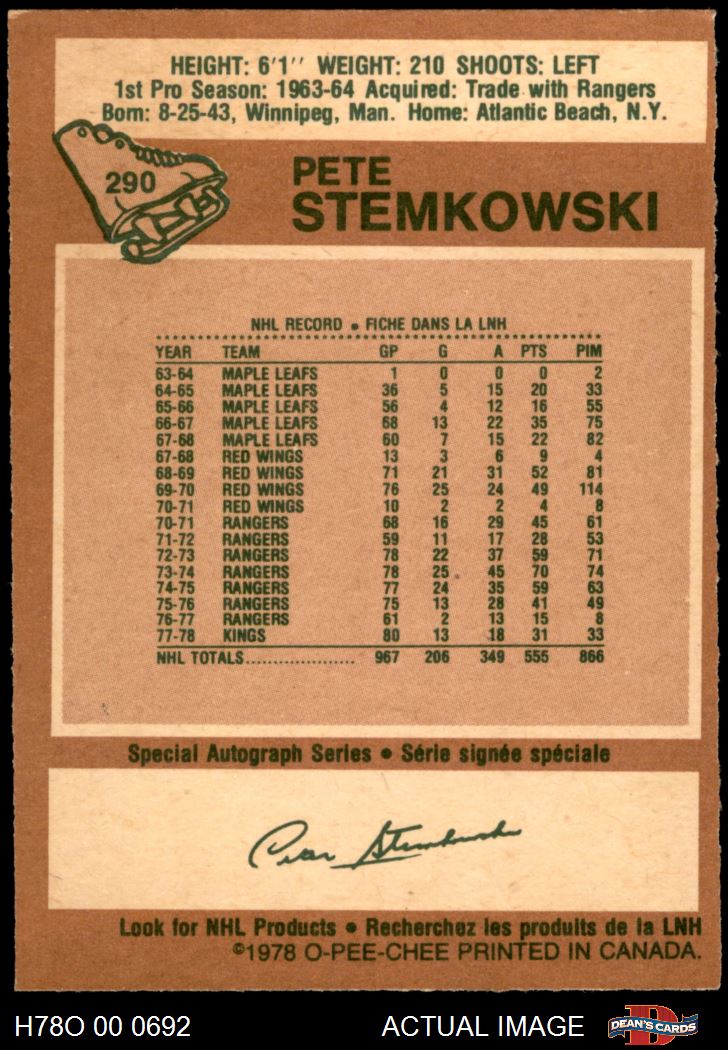 HEIGHT: 6'1'' WEIGHT: 210 SHOOTS: LEFT
1st Pro Season: 1963-64 Acquired: Trade with Rangers
Born: 8-25-43, Winnipeg, Man. Home: Atlantic Beach, N.Y.
290
PETE
STEMKOWSKI
NHL RECORD • FICHE DANS LA LNH
YEAR TEAM GP G A PTS PIM
63-64 MAPLE LEAFS 1 0 0 0 2
64-65 MAPLE LEAFS 36 5 15 20 33
65-66 MAPLE LEAFS 56 4 12 16 55
66-67 MAPLE LEAFS 68 13 22 35 75
67-68 MAPLE LEAFS 60 7 15 22 82
67-68 RED WINGS 13 3 6 9 4
68-69 RED WINGS 71 21 31 52 81
69-70 RED WINGS 76 25 24 49 114
70-71 RED WINGS 10 2 2 4 8
70-71 RANGERS 68 16 29 45 61
71-72 RANGERS 59 11 17 28 53
72-73 RANGERS 78 22 37 59 71
73-74 RANGERS 78 25 45 70 74
74-75 RANGERS 77 24 35 59 63
75-76 RANGERS 75 13 28 41 49
76-77 RANGERS 61 2 13 15 8
77-78 KINGS 80 13 18 31 33
NHL TOTALS.................... 967 206 349 555 866
Special Autograph Series • Série signée spéciale
Pete Stemkowski
Look for NHL Products • Recherchez les produits de la LNH
©1978 O-PEE-CHEE PRINTED IN CANADA.
H78O 00 0692 ACTUAL IMAGE D DEAN'S CARDS